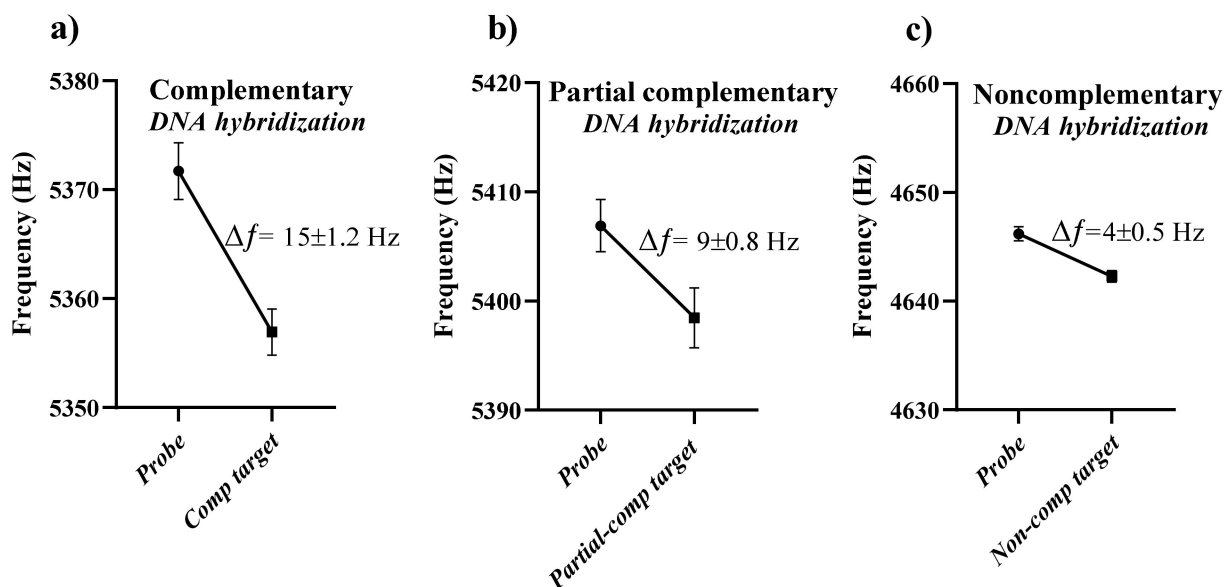 a)
Complementary
DNA hybridization
Frequency (Hz)
5380
5370
5360
5350
Δf= 15±1.2 Hz
Probe
Comp target
b)
Partial complementary
DNA hybridization
Frequency (Hz)
5420
5410
5400
5390
Δf= 9±0.8 Hz
Probe
Partial-comp target
c)
Noncomplementary
DNA hybridization
Frequency (Hz)
4660
4650
4640
4630
Δf=4±0.5 Hz
Probe
Non-comp target